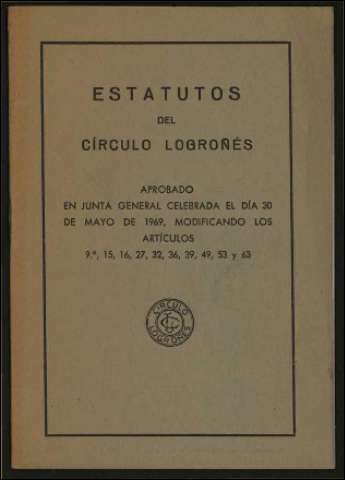 ESTATUTOS
DEL
CÍRCULO LOGROÑÉS
APROBADO
EN JUNTA GENERAL CELEBRADA EL DÍA 30
DE MAYO DE 1969, MODIFICANDO LOS
ARTÍCULOS
9.º, 15, 16, 27, 32, 36, 39, 49, 53 y 63
CÍRCULO
LOGROÑÉS